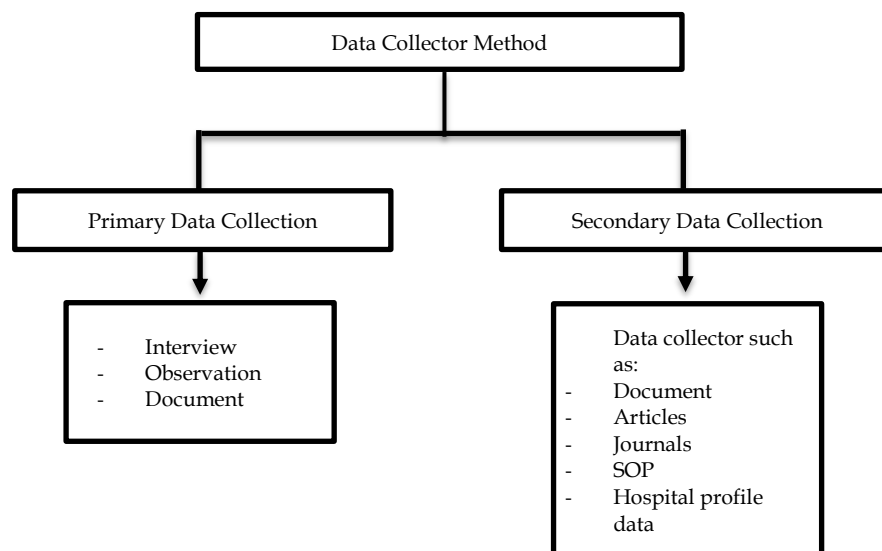 Data Collector Method
Primary Data Collection
Secondary Data Collection
- Interview
- Observation
- Document
Data collector such
as:
- Document
- Articles
- Journals
- SOP
- Hospital profile
data